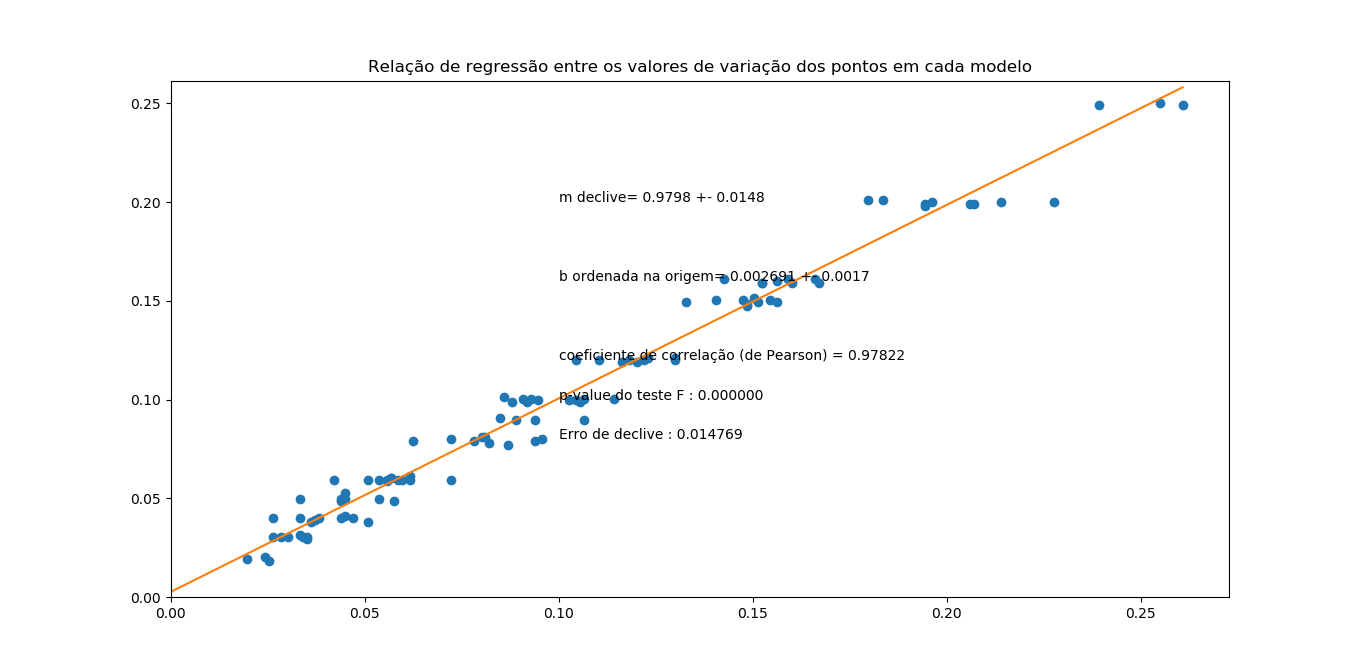 Relação de regressão entre os valores de variação dos pontos em cada modelo
0.25
0.20
0.15
0.10
0.05
0.00
m declive= 0.9798 +- 0.0148
b ordenada na origem= 0.002691 +- 0.0017
coeficiente de correlação (de Pearson) = 0.97822
p-value do teste F : 0.000000
Erro de declive : 0.014769
0.00 0.05 0.10 0.15 0.20 0.25